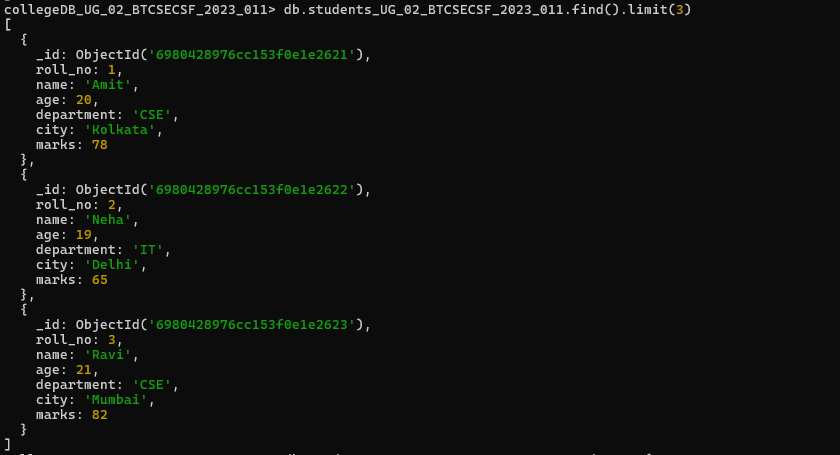 collegeDB_UG_02_BTCSECSF_2023_011> db.students_UG_02_BTCSECSF_2023_011.find().limit(3)
[
  {
    _id: ObjectId('6980428976cc153f0e1e2621'),
    roll_no: 1,
    name: 'Amit',
    age: 20,
    department: 'CSE',
    city: 'Kolkata',
    marks: 78
  },
  {
    _id: ObjectId('6980428976cc153f0e1e2622'),
    roll_no: 2,
    name: 'Neha',
    age: 19,
    department: 'IT',
    city: 'Delhi',
    marks: 65
  },
  {
    _id: ObjectId('6980428976cc153f0e1e2623'),
    roll_no: 3,
    name: 'Ravi',
    age: 21,
    department: 'CSE',
    city: 'Mumbai',
    marks: 82
  }
]